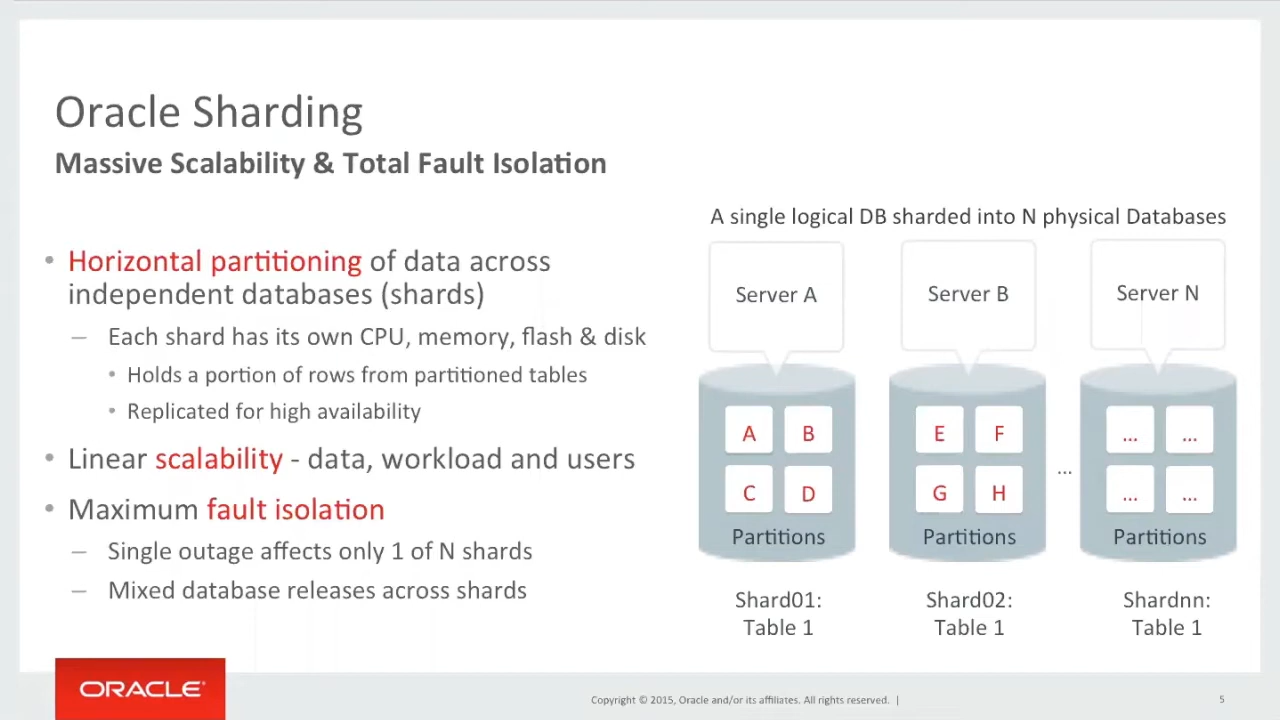 Oracle Sharding
Massive Scalability & Total Fault Isolation
• Horizontal partitioning of data across
independent databases (shards)
– Each shard has its own CPU, memory, flash & disk
• Holds a portion of rows from partitioned tables
• Replicated for high availability
• Linear scalability - data, workload and users
• Maximum fault isolation
– Single outage affects only 1 of N shards
– Mixed database releases across shards
A single logical DB sharded into N physical Databases
Server A
A B
C D
Partitions
Shard01:
Table 1
Server B
E F
G H
Partitions
Shard02:
Table 1
...
Server N
... ...
... ...
Partitions
Shardnn:
Table 1
ORACLE®
Copyright © 2015, Oracle and/or its affiliates. All rights reserved. |
5